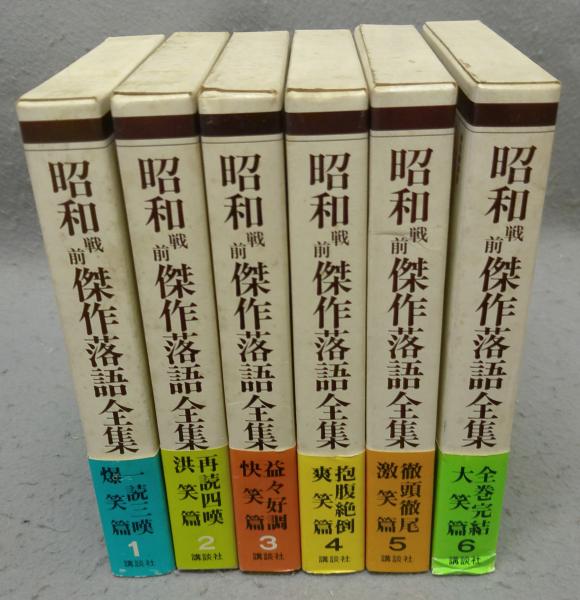 昭和戦前傑作落語全集
一読三嘆
爆笑篇
1
講談社
昭和戦前傑作落語全集
再読四嘆
洪笑篇
2
講談社
昭和戦前傑作落語全集
益々好調
快笑篇
3
講談社
昭和戦前傑作落語全集
抱腹絶倒
爽笑篇
4
講談社
昭和戦前傑作落語全集
徹頭徹尾
激笑篇
5
講談社
昭和戦前傑作落語全集
全巻完結
大笑篇
6
講談社